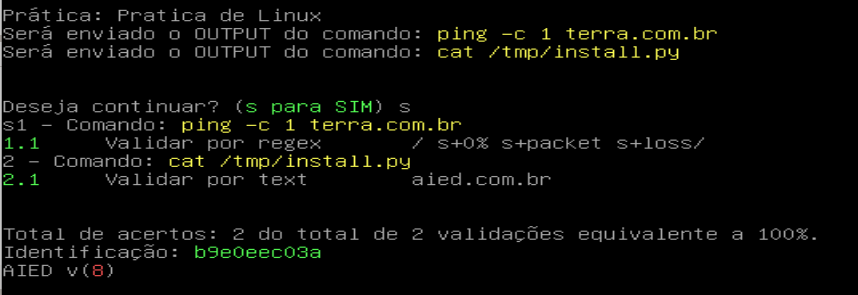 Prática: Pratica de Linux
Será enviado o OUTPUT do comando: ping -c 1 terra.com.br
Será enviado o OUTPUT do comando: cat /tmp/install.py
Deseja continuar? (s para SIM) s
s1 - Comando: ping -c 1 terra.com.br
1.1 Validar por regex / s+0% s+packet s+loss/
2 - Comando: cat /tmp/install.py
2.1 Validar por text aied.com.br
Total de acertos: 2 do total de 2 validações equivalente a 100%.
Identificação: b9e0eec03a
AIED v(8)